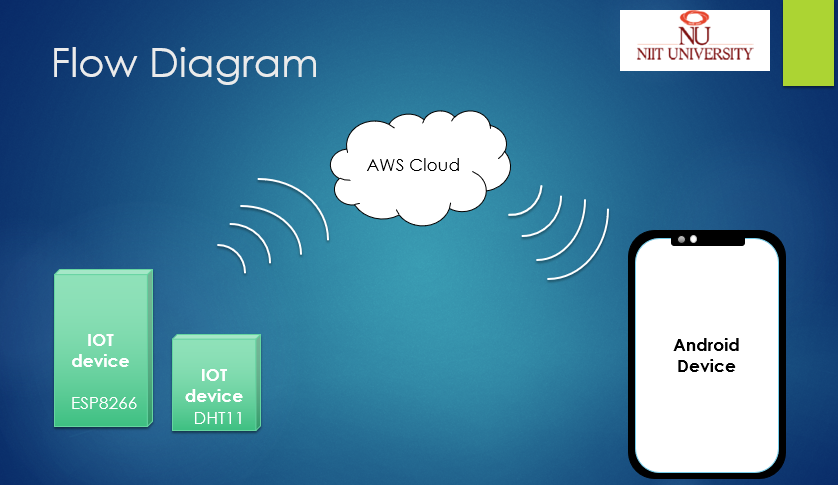 Flow Diagram
NU
NIIT UNIVERSITY
AWS Cloud
IOT
device
ESP8266
IOT
device
DHT11
Android
Device